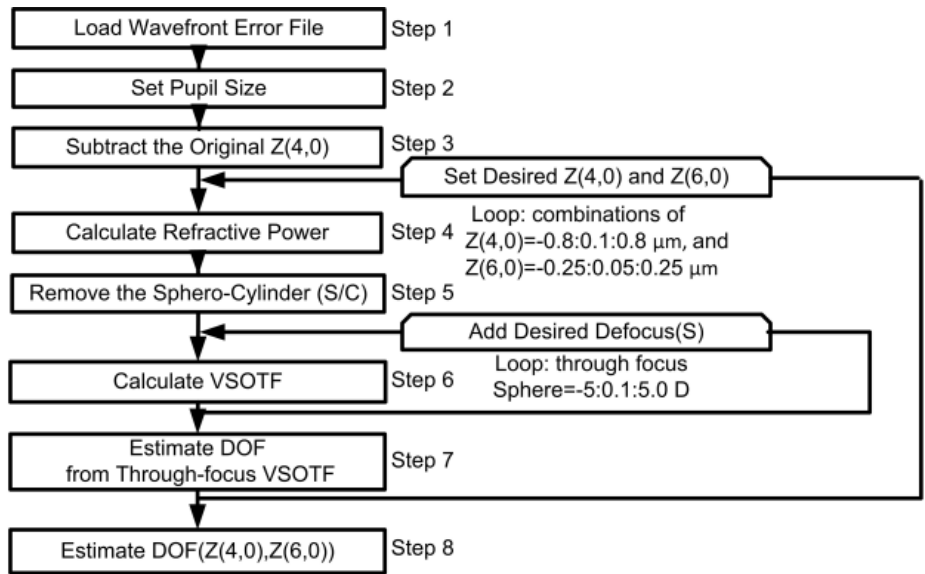 Load Wavefront Error File
Step 1
Set Pupil Size
Step 2
Subtract the Original Z(4,0)
Step 3
Set Desired Z(4,0) and Z(6,0)
Loop: combinations of
Z(4,0)=-0.8:0.1:0.8 μm, and
Z(6,0)=-0.25:0.05:0.25 μm
Calculate Refractive Power
Step 4
Remove the Sphero-Cylinder (S/C)
Step 5
Add Desired Defocus(S)
Loop: through focus
Sphere=-5:0.1:5.0 D
Calculate VSOTF
Step 6
Estimate DOF
from Through-focus VSOTF
Step 7
Estimate DOF(Z(4,0),Z(6,0))
Step 8